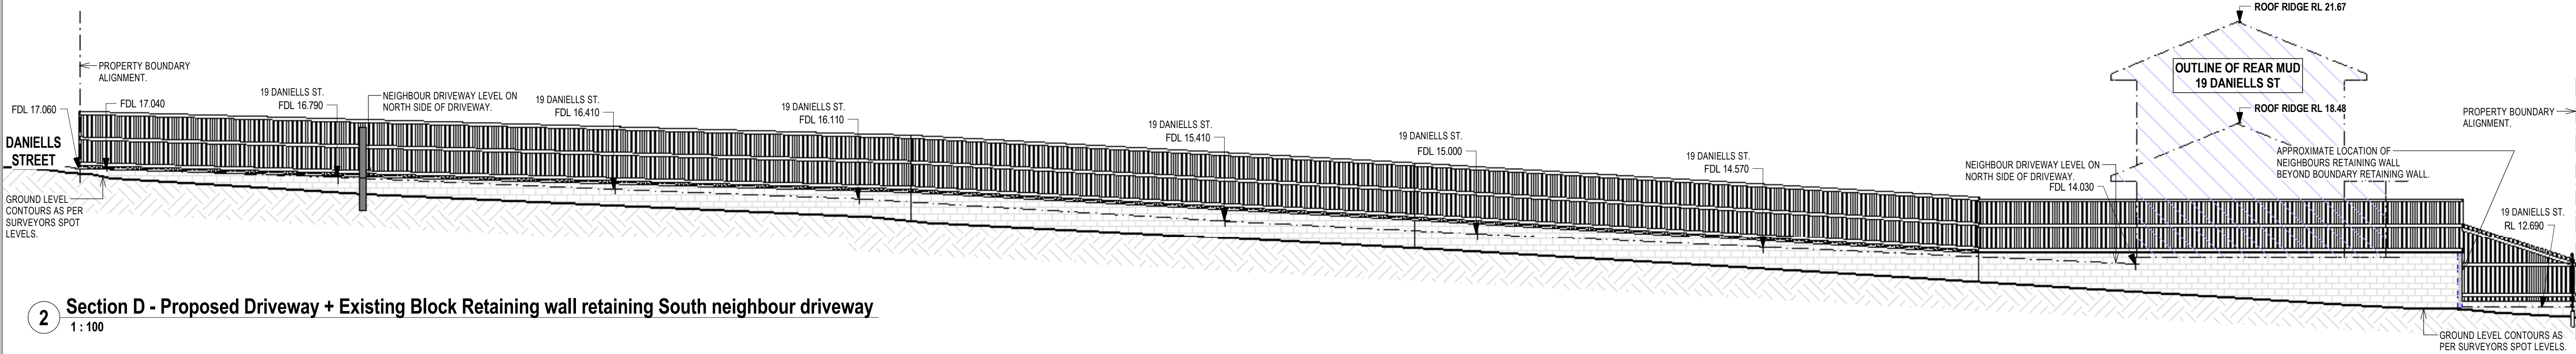 ROOF RIDGE RL 21.67
PROPERTY BOUNDARY
ALIGNMENT.
OUTLINE OF REAR MUD
19 DANIELLS ST
FDL 17.060
FDL 17.040
19 DANIELLS ST.
FDL 16.790
NEIGHBOUR DRIVEWAY LEVEL ON
NORTH SIDE OF DRIVEWAY.
19 DANIELLS ST.
FDL 16.410
19 DANIELLS ST.
FDL 16.110
19 DANIELLS ST.
FDL 15.410
19 DANIELLS ST.
FDL 15.000
19 DANIELLS ST.
FDL 14.570
ROOF RIDGE RL 18.48
PROPERTY BOUNDARY
ALIGNMENT.
DANIELLS
STREET
NEIGHBOUR DRIVEWAY LEVEL ON
NORTH SIDE OF DRIVEWAY.
FDL 14.030
APPROXIMATE LOCATION OF
NEIGHBOURS RETAINING WALL
BEYOND BOUNDARY RETAINING WALL.
GROUND LEVEL
CONTOURS AS PER
SURVEYORS SPOT
LEVELS.
19 DANIELLS ST.
RL 12.690
2
Section D - Proposed Driveway + Existing Block Retaining wall retaining South neighbour driveway
1 : 100
GROUND LEVEL CONTOURS AS
PER SURVEYORS SPOT LEVELS.